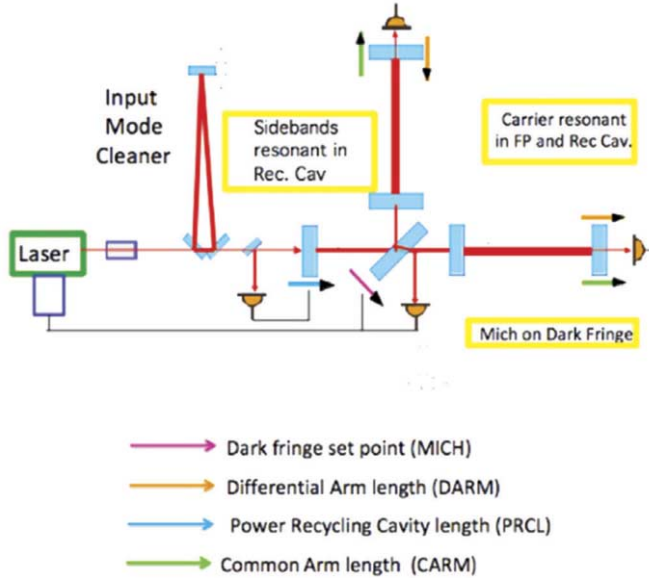 Input
Mode
Cleaner
Sidebands
resonant in
Rec. Cav
Carrier resonant
in FP and Rec Cav.
Laser
Mich on Dark Fringe
Dark fringe set point (MICH)
Differential Arm length (DARM)
Power Recycling Cavity length (PRCL)
Common Arm length (CARM)